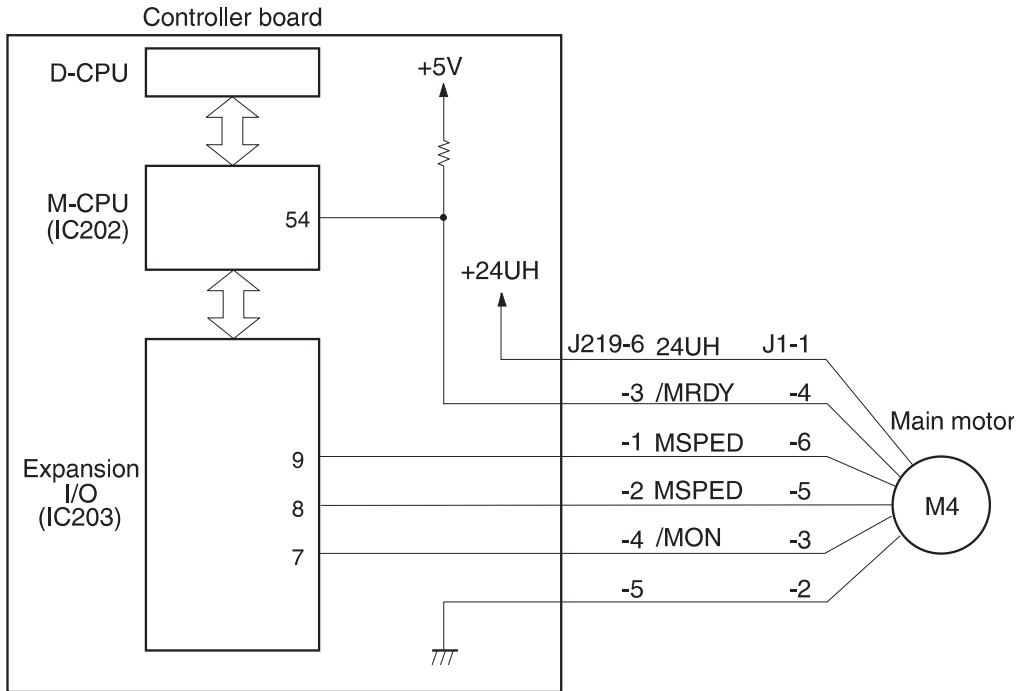 Controller board
D-CPU
+5V
M-CPU
(IC202)
54
+24UH
J219-6 24UH J1-1
-3 /MRDY -4
Main motor
-1 MSPED -6
9
Expansion
I/O
(IC203)
-2 MSPED -5
8
M4
-4 /MON -3
7
-5 -2